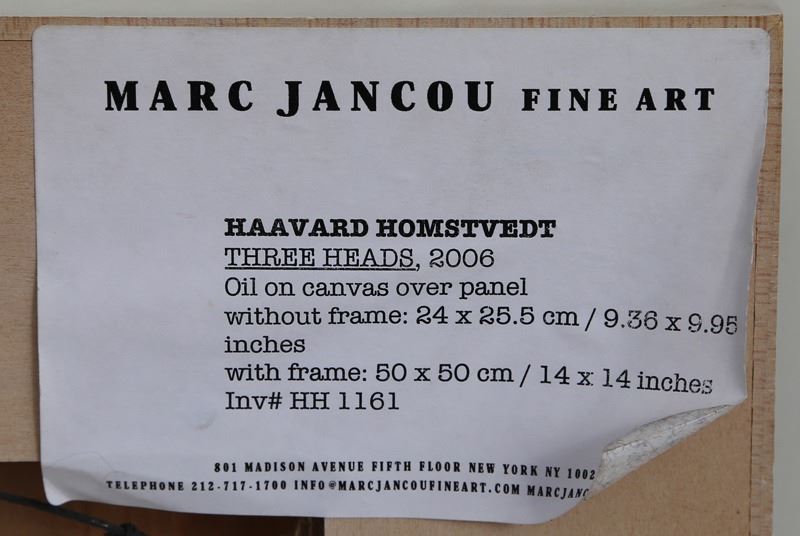 MARC JANCOU FINE ART
HAAVARD HOMSTVEDT
THREE HEADS, 2006
Oil on canvas over panel
without frame: 24 x 25.5 cm / 9.36 x 9.95
inches
with frame: 50 x 50 cm / 14 x 14 inches
Inv# HH 1161
801 MADISON AVENUE FIFTH FLOOR NEW YORK NY 1002
TELEPHONE 212-717-1700 INFO@MARCJANCOUFINEART.COM MARCJANC